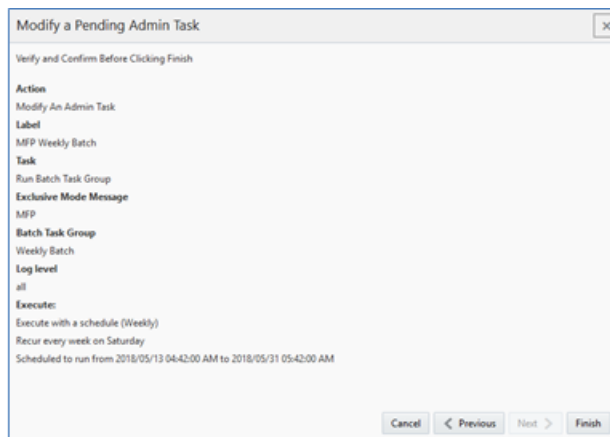 Modify a Pending Admin Task
Verify and Confirm Before Clicking Finish
Action
Modify An Admin Task
Label
MFP Weekly Batch
Task
Run Batch Task Group
Exclusive Mode Message
MFP
Batch Task Group
Weekly Batch
Log level
all
Execute:
Execute with a schedule (Weekly)
Recur every week on Saturday
Scheduled to run from 2018/05/13 04:42:00 AM to 2018/05/31 05:42:00 AM
Cancel Previous Next Finish